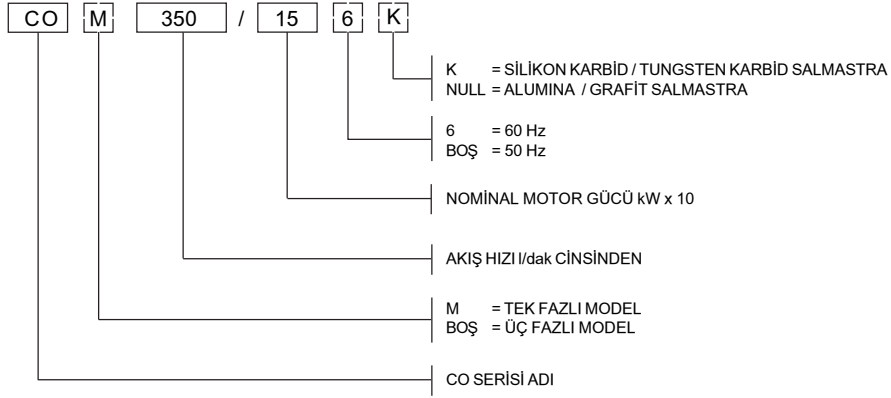 CO M 350 / 15 6 K
K = SİLİKON KARBİD / TUNGSTEN KARBİD SALMASTRA
NULL = ALUMINA / GRAFİT SALMASTRA
6 = 60 Hz
BOŞ = 50 Hz
NOMİNAL MOTOR GÜCÜ kW x 10
AKIŞ HIZI l/dak CİNSİNDEN
M = TEK FAZLI MODEL
BOŞ = ÜÇ FAZLI MODEL
CO SERİSİ ADI